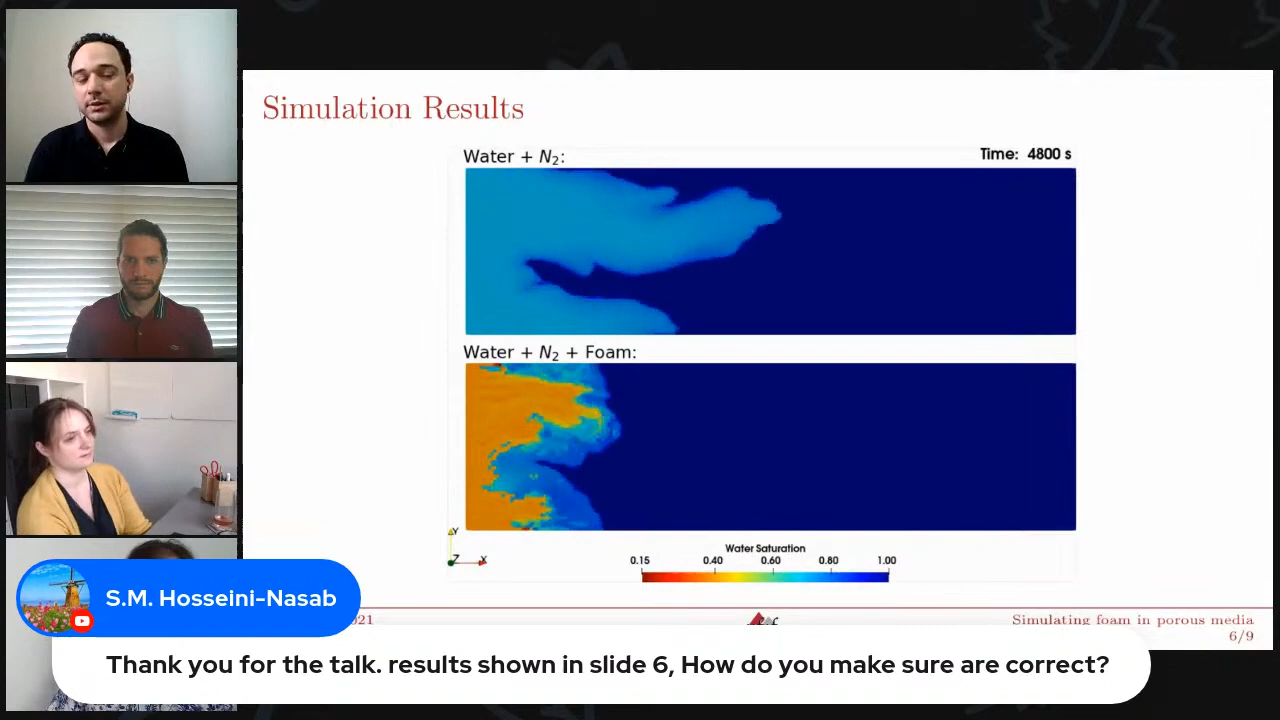 Simulation Results
Water + N₂:
Time: 4800 s
Water + N₂ + Foam:
Y
Z
X
Water Saturation
0.15 0.40 0.60 0.80 1.00
021
Simulating foam in porous media
6/9
S.M. Hosseini-Nasab
Thank you for the talk. results shown in slide 6, How do you make sure are correct?